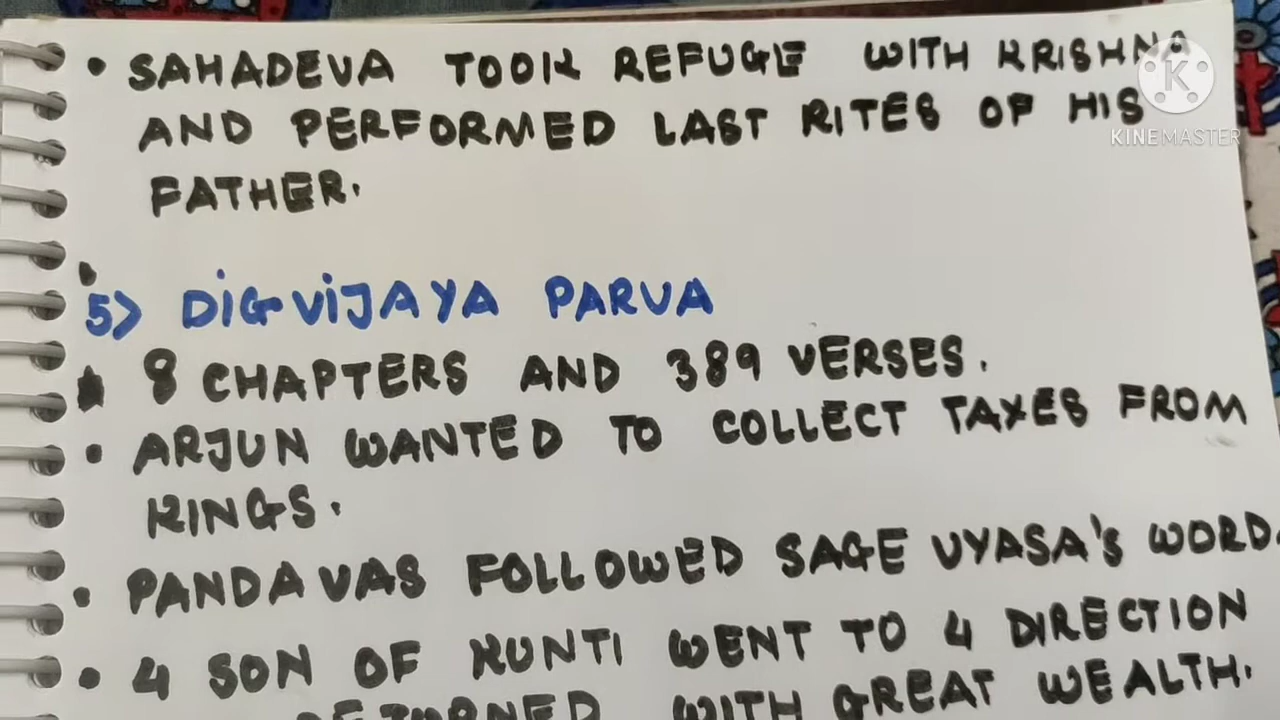 • SAHADEVA TOOK REFUGE WITH KRISHNA
AND PERFORMED LAST RITES OF HIS
FATHER.
5> DIGVIJAYA PARVA
8 CHAPTERS AND 389 VERSES.
• ARJUN WANTED TO COLLECT TAXES FROM
KINGS.
• PANDAVAS FOLLOWED SAGE VYASA'S WORD.
• 4 SON OF KUNTI WENT TO 4 DIRECTION
RETURNED WITH GREAT WEALTH.
K
KINEMASTER